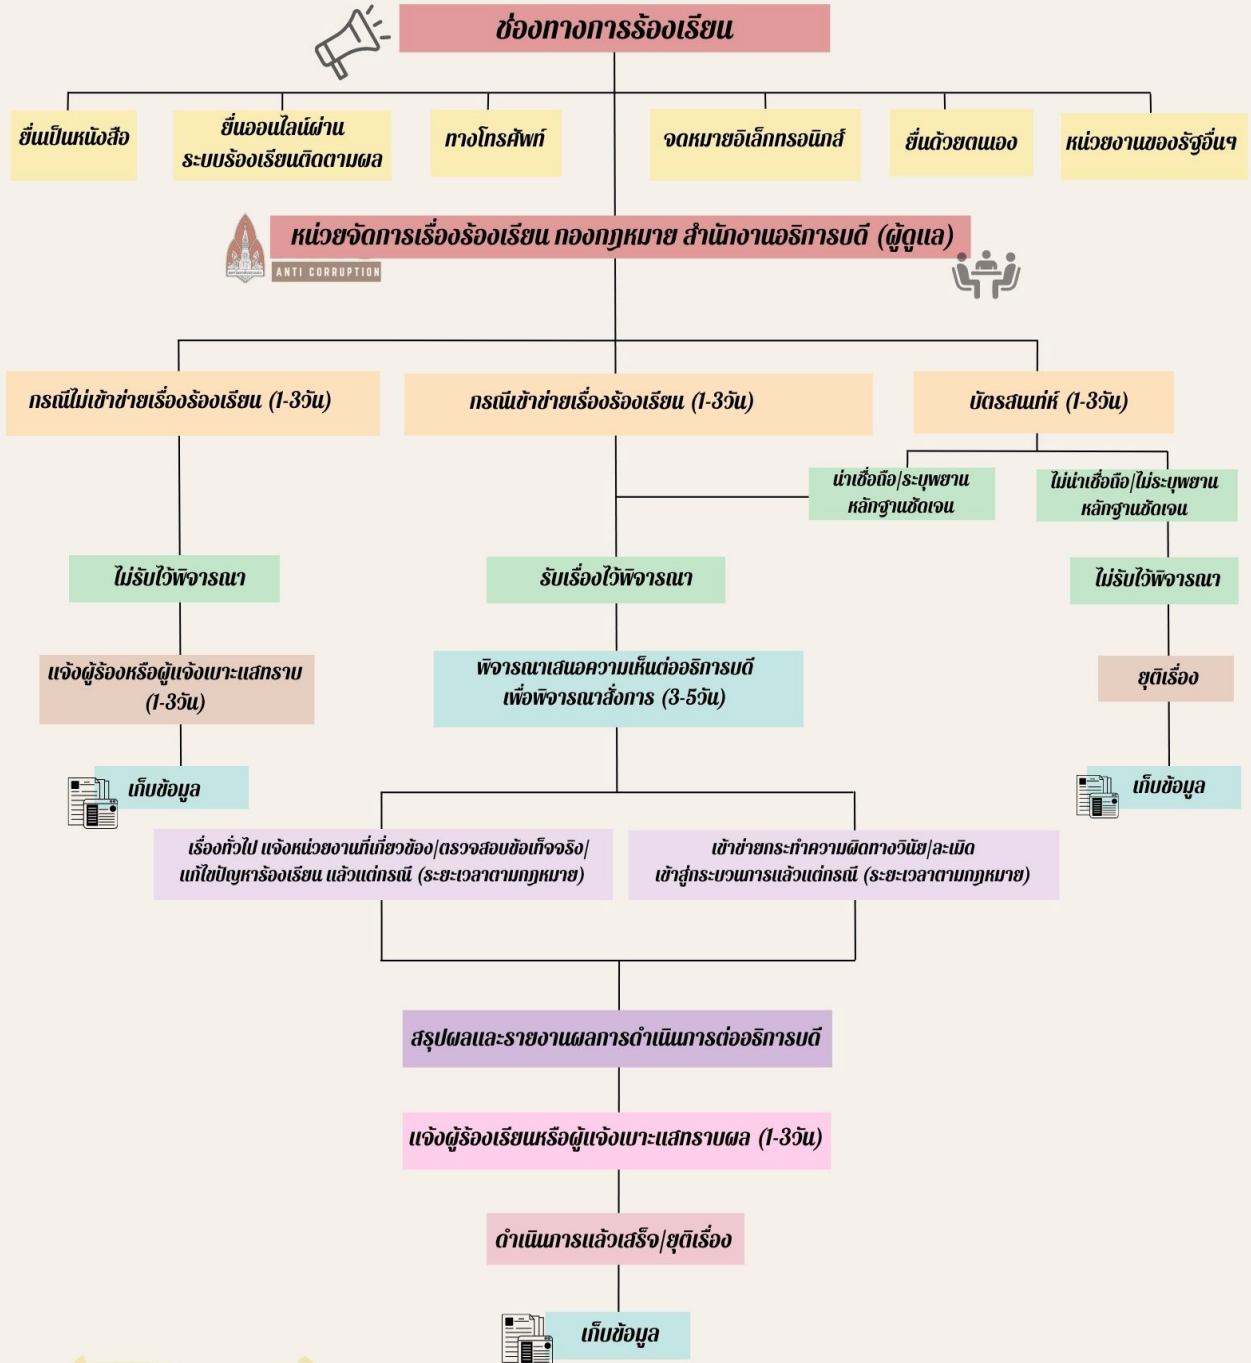 ช่องทางการร้องเรียน
ยื่นเป็นหนังสือ
ยื่นออนไลน์ผ่าน
ระบบร้องเรียนติดตามผล
ทางโทรศัพท์
จดหมายอิเล็กทรอนิกส์
ยื่นด้วยตนเอง
หน่วยงานของรัฐอื่นๆ
หน่วยจัดการเรื่องร้องเรียน กองกฎหมาย สำนักงานอธิการบดี (ผู้ดูแล)
ANTI CORRUPTION
กรณีไม่เข้าข่ายเรื่องร้องเรียน (1-3วัน)
กรณีเข้าข่ายเรื่องร้องเรียน (1-3วัน)
บัตรสนเท่ห์ (1-3วัน)
น่าเชื่อถือ/ระบุพยาน
หลักฐานชัดเจน
ไม่น่าเชื่อถือ/ไม่ระบุพยาน
หลักฐานชัดเจน
ไม่รับไว้พิจารณา
รับเรื่องไว้พิจารณา
ไม่รับไว้พิจารณา
แจ้งผู้ร้องหรือผู้แจ้งเบาะแสทราบ
(1-3วัน)
พิจารณาเสนอความเห็นต่ออธิการบดี
เพื่อพิจารณาสั่งการ (3-5วัน)
ยุติเรื่อง
เก็บข้อมูล
เก็บข้อมูล
เรื่องทั่วไป แจ้งหน่วยงานที่เกี่ยวข้อง/ตรวจสอบข้อเท็จจริง/
แก้ไขปัญหาร้องเรียน แล้วแต่กรณี (ระยะเวลาตามกฎหมาย)
เข้าข่ายกระทำความผิดทางวินัย/ละเมิด
เข้าสู่กระบวนการแล้วแต่กรณี (ระยะเวลาตามกฎหมาย)
สรุปผลและรายงานผลการดำเนินการต่ออธิการบดี
แจ้งผู้ร้องเรียนหรือผู้แจ้งเบาะแสทราบผล (1-3วัน)
ดำเนินการแล้วเสร็จ/ยุติเรื่อง
เก็บข้อมูล